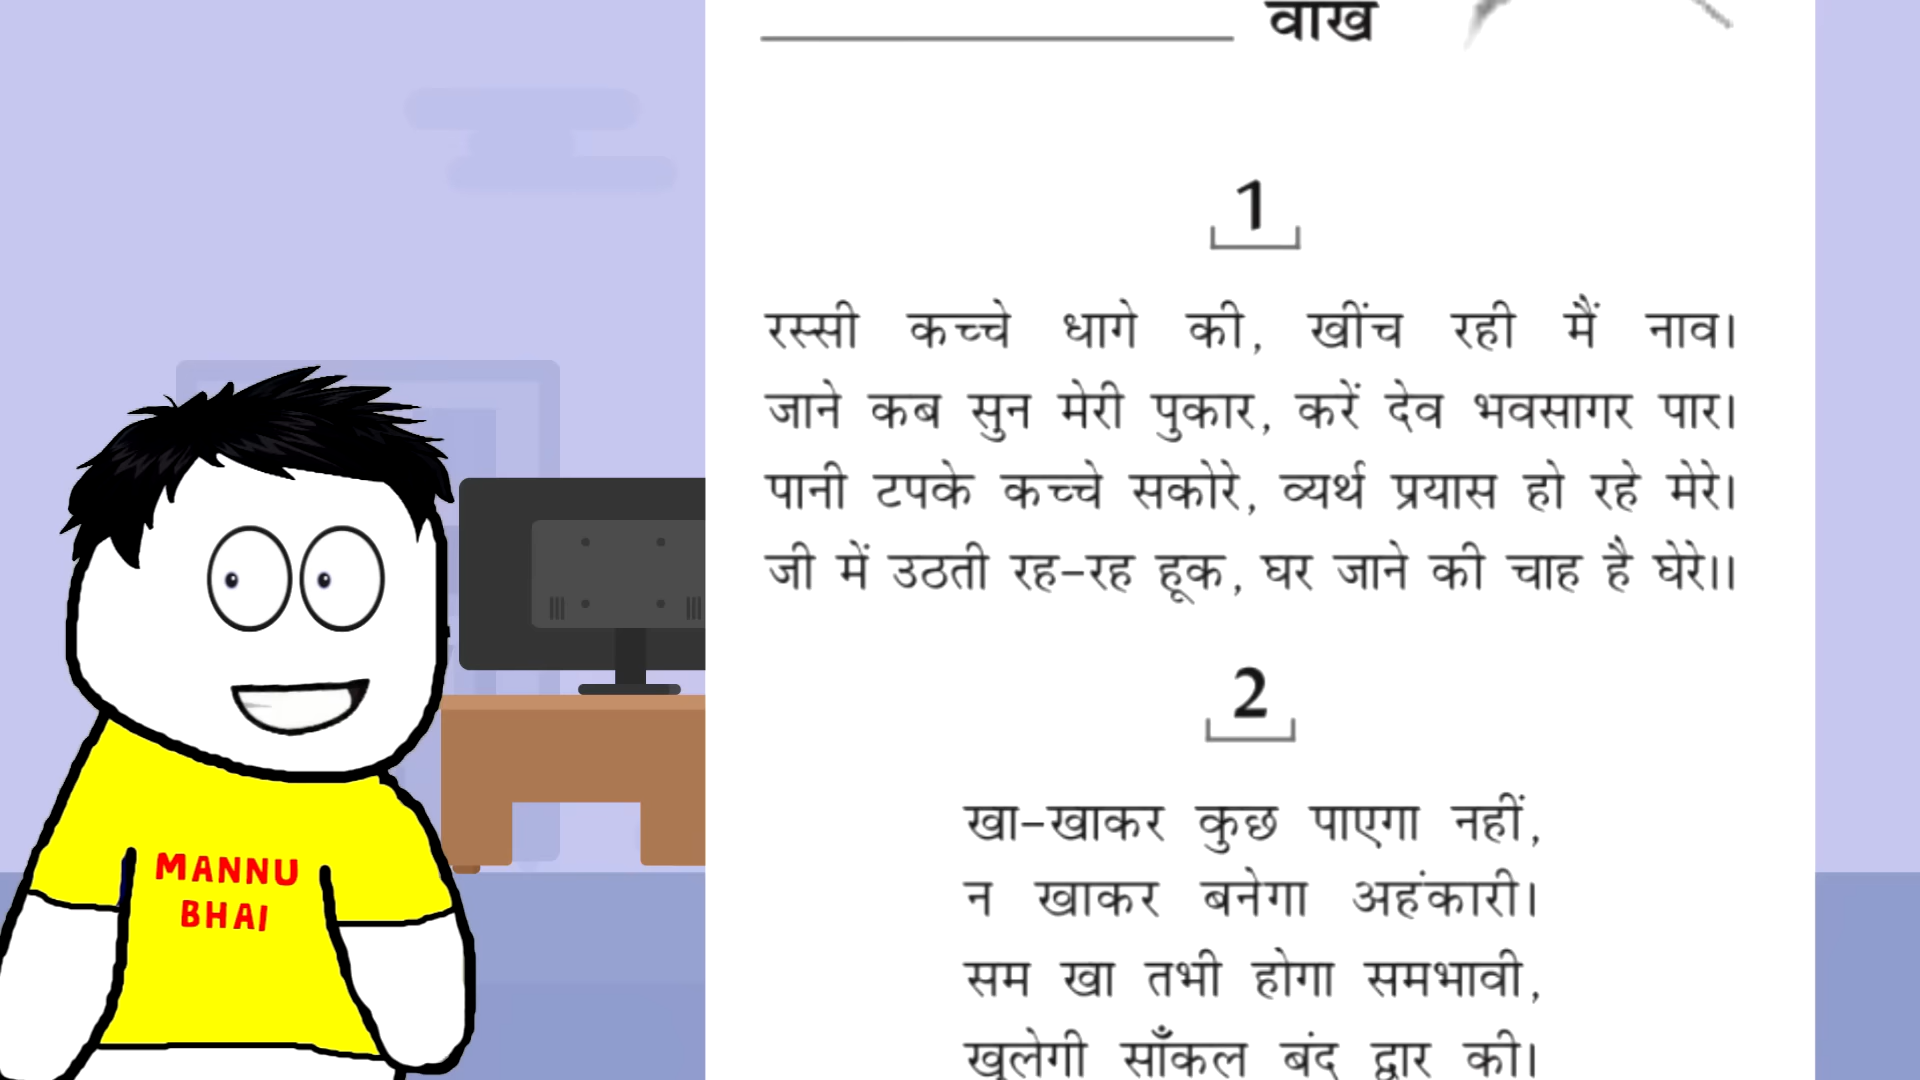 वाख
1
रस्सी कच्चे धागे की, खींच रही मैं नाव।
जाने कब सुन मेरी पुकार, करें देव भवसागर पार।
पानी टपके कच्चे सकोरे, व्यर्थ प्रयास हो रहे मेरे।
जी में उठती रह-रह हूक, घर जाने की चाह है घेरे।।
2
खा-खाकर कुछ पाएगा नहीं,
न खाकर बनेगा अहंकारी।
सम खा तभी होगा समभावी,
खुलेगी साँकल बंद द्वार की।
MANNU
BHAI